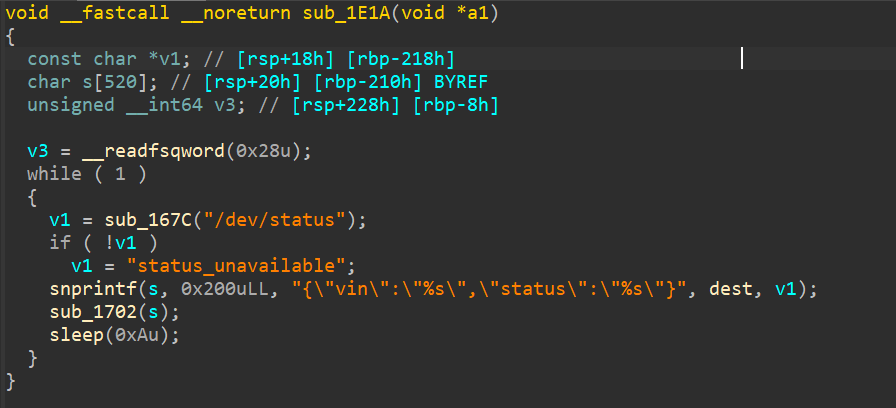 void __fastcall __noreturn sub_1E1A(void *a1)
{
  const char *v1; // [rsp+18h] [rbp-218h]
  char s[520]; // [rsp+20h] [rbp-210h] BYREF
  unsigned __int64 v3; // [rsp+228h] [rbp-8h]

  v3 = __readfsqword(0x28u);
  while ( 1 )
  {
    v1 = sub_167C("/dev/status");
    if ( !v1 )
      v1 = "status_unavailable";
    snprintf(s, 0x200uLL, "{\"vin\":\"%s\",\"status\":\"%s\"}", dest, v1);
    sub_1702(s);
    sleep(0xAu);
  }
}